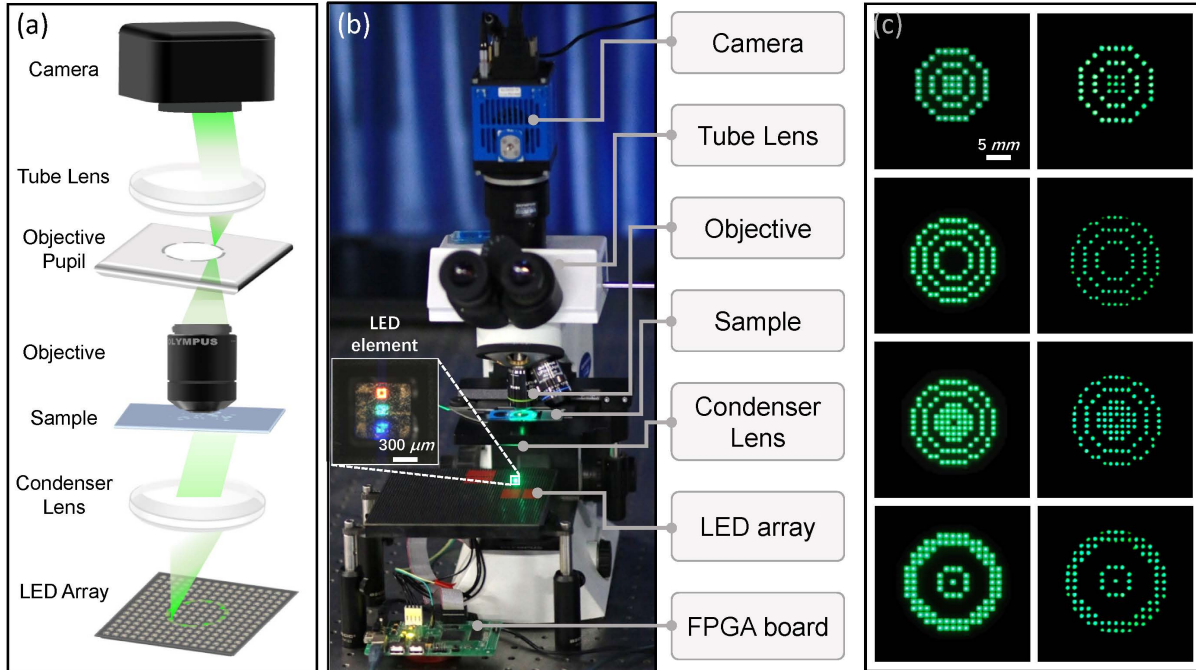 (a)
Camera
Tube Lens
Objective
Pupil
Objective
OLYMPUS
Sample
Condenser
Lens
LED Array
(b)
LED
element
300 μm
Camera
Tube Lens
Objective
Sample
Condenser
Lens
LED array
FPGA board
(c)
5 mm